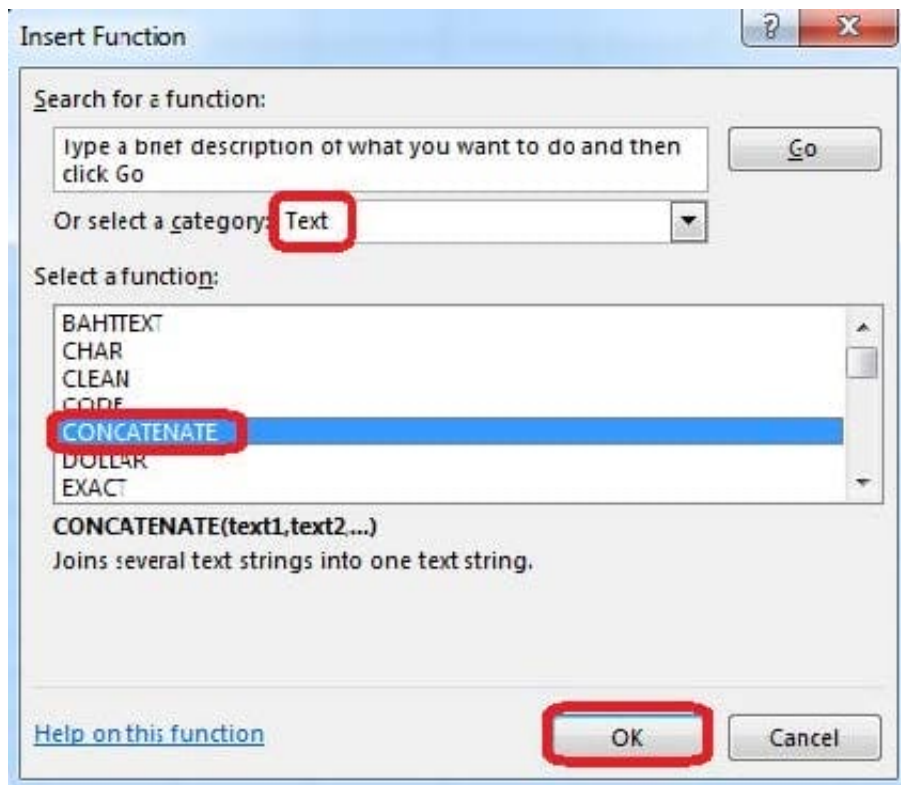 Insert Function
Search for a function:
Type a brief description of what you want to do and then
click Go
Go
Or select a category: Text
Select a function:
BAHTTEXT
CHAR
CLEAN
CODE
CONCATENATE
DOLLAR
EXACT
CONCATENATE(text1,text2,...)
Joins several text strings into one text string.
Help on this function
OK
Cancel